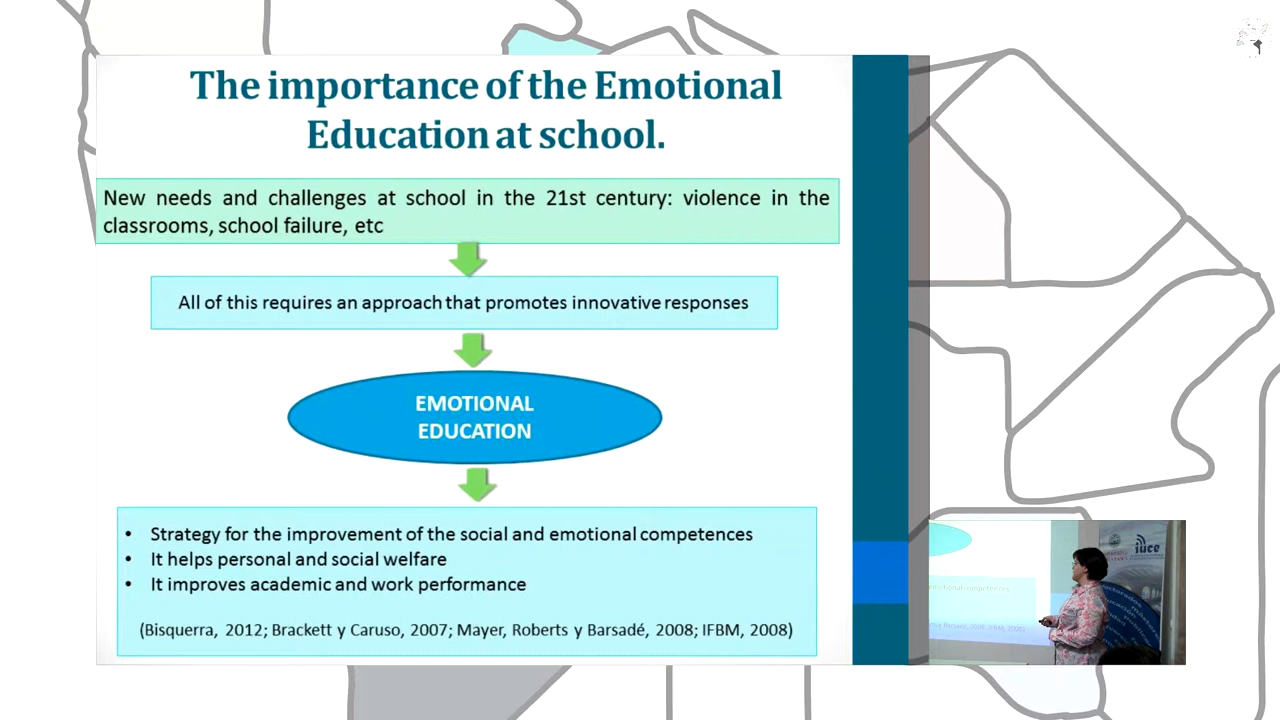 The importance of the Emotional
Education at school.
New needs and challenges at school in the 21st century: violence in the
classrooms, school failure, etc
All of this requires an approach that promotes innovative responses
EMOTIONAL
EDUCATION
• Strategy for the improvement of the social and emotional competences
• It helps personal and social welfare
• It improves academic and work performance
(Bisquerra, 2012; Brackett y Caruso, 2007; Mayer, Roberts y Barsadé, 2008; IFBM, 2008)
iuce